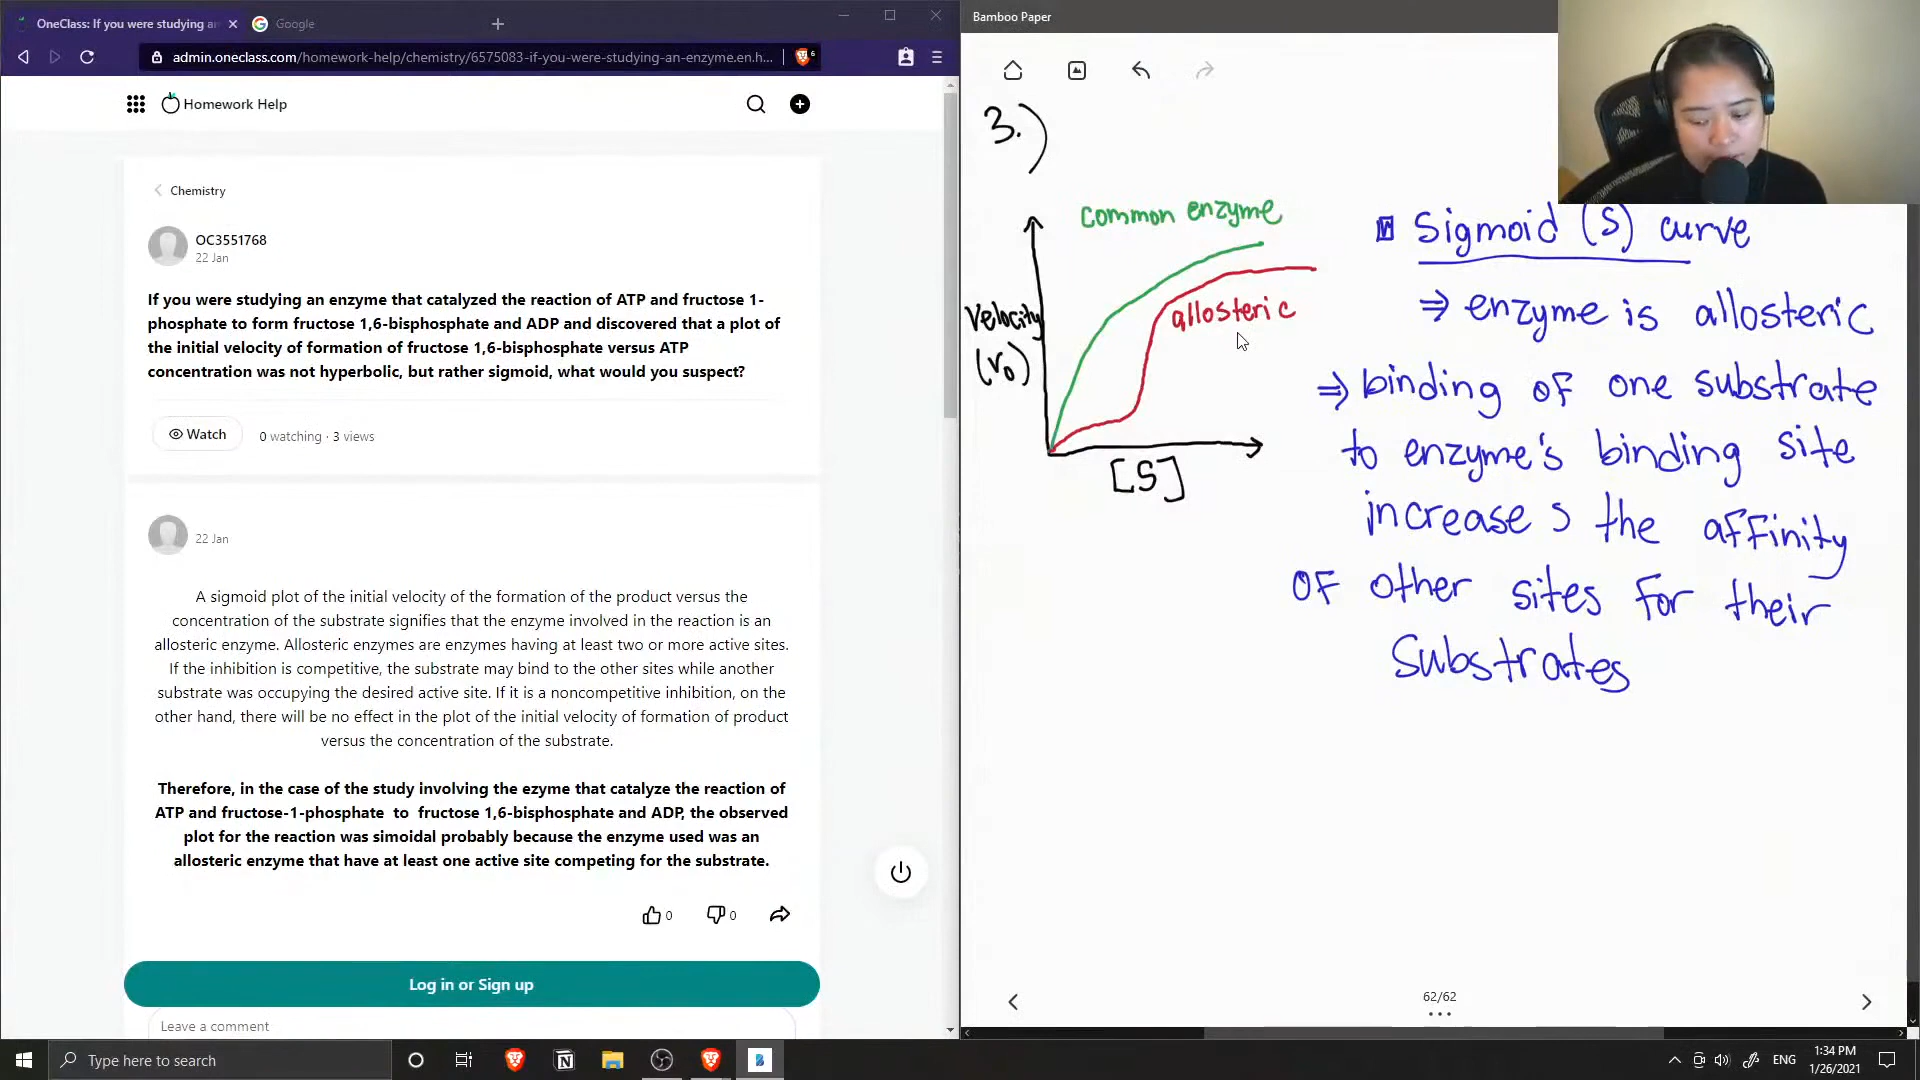 OneClass: If you were studying an
Google
admin.oneclass.com/homework-help/chemistry/6575083-if-you-were-studying-an-enzyme.en.h...
6
Homework Help
Chemistry
OC3551768
22 Jan
If you were studying an enzyme that catalyzed the reaction of ATP and fructose 1-
phosphate to form fructose 1,6-bisphosphate and ADP and discovered that a plot of
the initial velocity of formation of fructose 1,6-bisphosphate versus ATP
concentration was not hyperbolic, but rather sigmoid, what would you suspect?
Watch
0 watching · 3 views
22 Jan
A sigmoid plot of the initial velocity of the formation of the product versus the
concentration of the substrate signifies that the enzyme involved in the reaction is an
allosteric enzyme. Allosteric enzymes are enzymes having at least two or more active sites.
If the inhibition is competitive, the substrate may bind to the other sites while another
substrate was occupying the desired active site. If it is a noncompetitive inhibition, on the
other hand, there will be no effect in the plot of the initial velocity of formation of product
versus the concentration of the substrate.
Therefore, in the case of the study involving the ezyme that catalyze the reaction of
ATP and fructose-1-phosphate to fructose 1,6-bisphosphate and ADP, the observed
plot for the reaction was simoidal probably because the enzyme used was an
allosteric enzyme that have at least one active site competing for the substrate.
0
0
Log in or Sign up
Leave a comment
Bamboo Paper
3.)
common enzyme
allosteric
Velocity
(v₀)
[S]
Sigmoid (S) curve
⇒ enzyme is allosteric
⇒ binding of one substrate
to enzyme's binding site
increases the affinity
of other sites for their
substrates
62/62
Type here to search
ENG
1:34 PM
1/26/2021